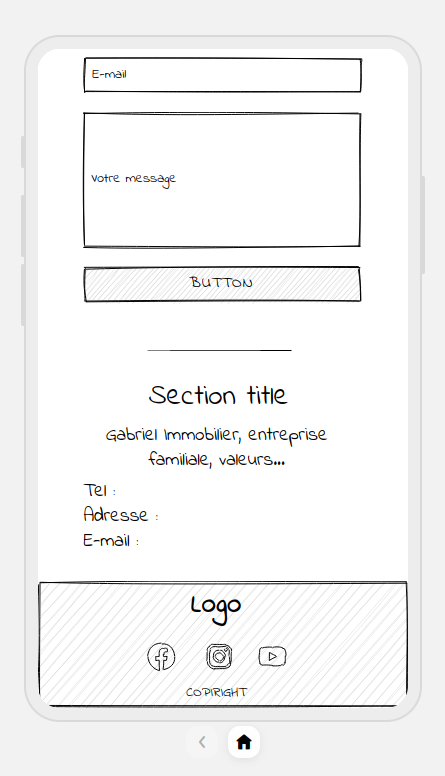 E-mail
Votre message
BUTTON
Section title
Gabriel Immobilier, entreprise
familiale, valeurs...
Tel :
Adresse :
E-mail :
Logo
COPIRIGHT